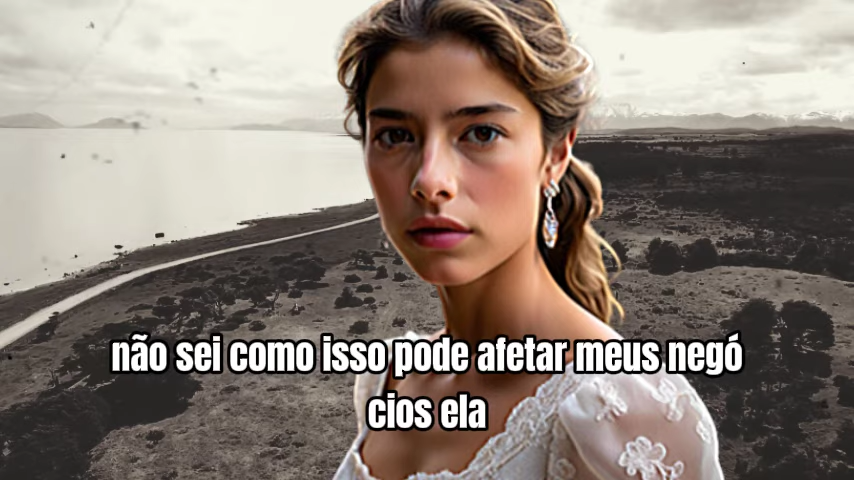 não sei como isso pode afetar meus negó
cios ela